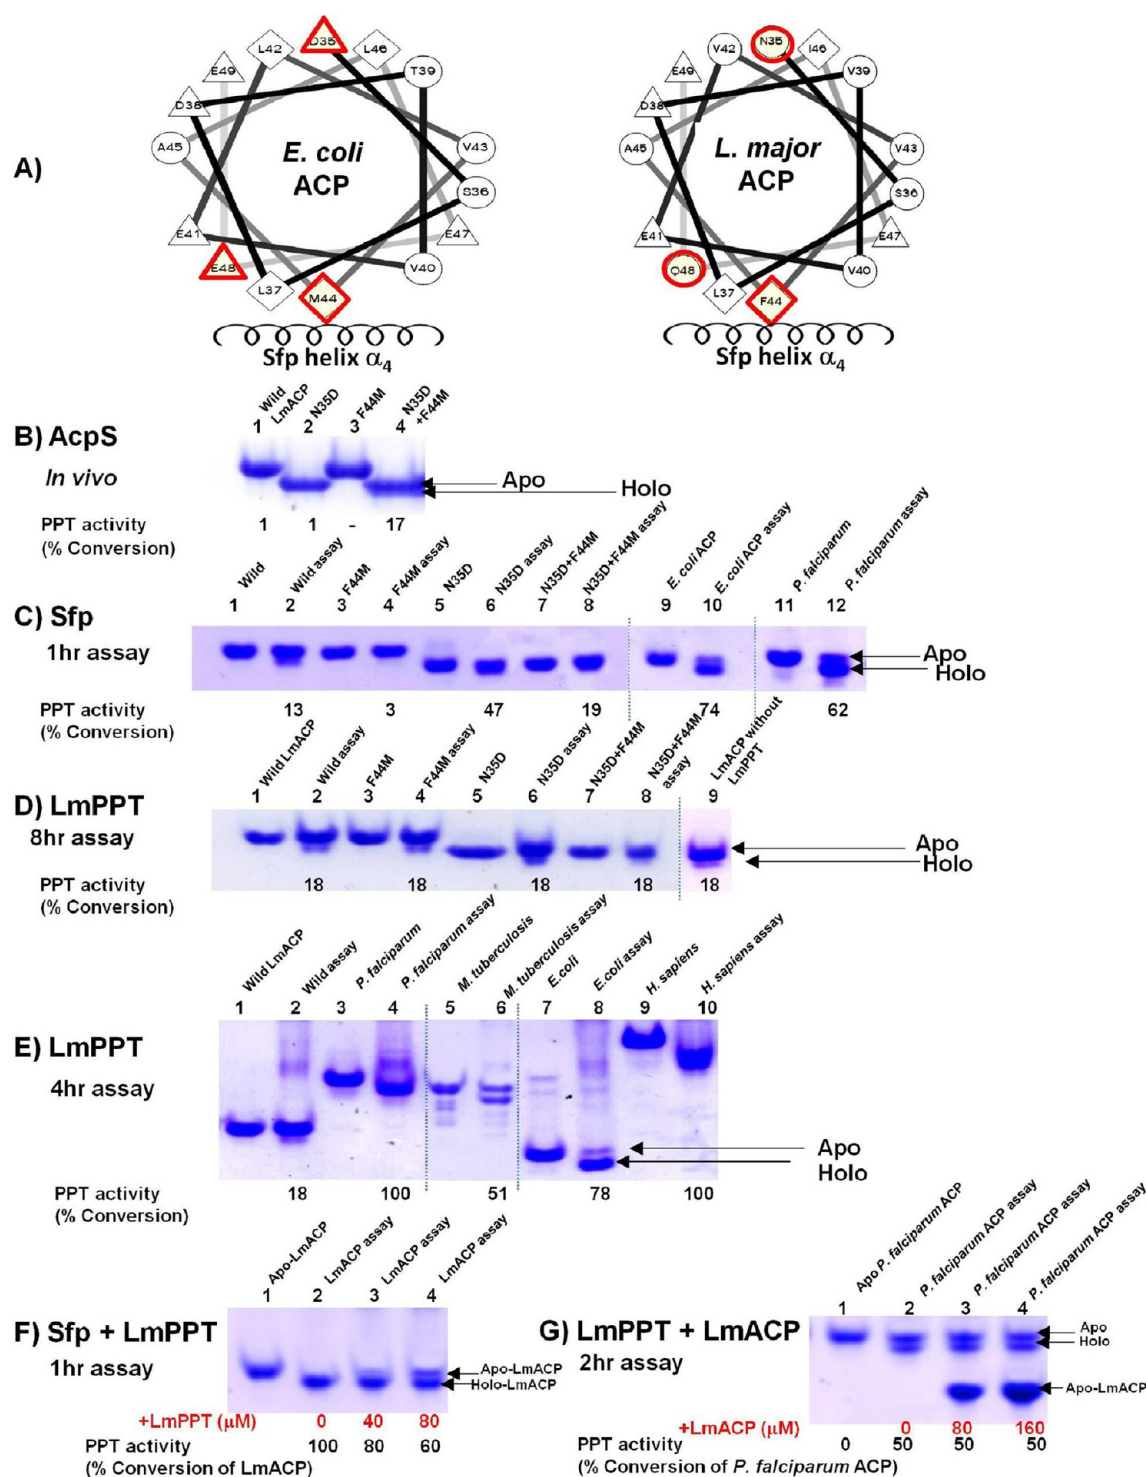 A)
D35
L46
L42
E49
T39
D38
A45
E. coli
ACP
V43
S36
E41
E47
E48
V40
L37
M44
Sfp helix α4
N35
I46
V42
E49
V39
D38
A45
L. major
ACP
V43
S36
E41
E47
Q48
V40
L37
F44
Sfp helix α4
B) AcpS
In vivo
Wild LmACP N35D F44M N35D +F44M
1 2 3 4
Apo
Holo
PPT activity
(% Conversion)
1 1 - 17
C) Sfp
1hr assay
Wild Wild assay F44M F44M assay N35D N35D assay N35D+F44M N35D+F44M assay E. coli ACP E. coli ACP assay P. falciparum P. falciparum assay
1 2 3 4 5 6 7 8 9 10 11 12
Apo
Holo
PPT activity
(% Conversion)
13 3 47 19 74 62
D) LmPPT
8hr assay
Wild LmACP Wild assay F44M F44M assay N35D N35D assay N35D+F44M N35D+F44M assay LmACP without LmPPT
1 2 3 4 5 6 7 8 9
Apo
Holo
PPT activity
(% Conversion)
18 18 18 18 18
E) LmPPT
4hr assay
Wild LmACP Wild assay P. falciparum P. falciparum assay M. tuberculosis M. tuberculosis assay E.coli E.coli assay H. sapiens H. sapiens assay
1 2 3 4 5 6 7 8 9 10
Apo
Holo
PPT activity
(% Conversion)
18 100 51 78 100
F) Sfp + LmPPT
1hr assay
Apo-LmACP LmACP assay LmACP assay LmACP assay
1 2 3 4
Apo-LmACP
Holo-LmACP
+LmPPT (μM) 0 40 80
PPT activity 100 80 60
(% Conversion of LmACP)
G) LmPPT + LmACP
2hr assay
Apo P. falciparum ACP P. falciparum ACP assay P. falciparum ACP assay P. falciparum ACP assay
1 2 3 4
Apo
Holo
Apo-LmACP
+LmACP (μM) 0 80 160
PPT activity 0 50 50 50
(% Conversion of P. falciparum ACP)